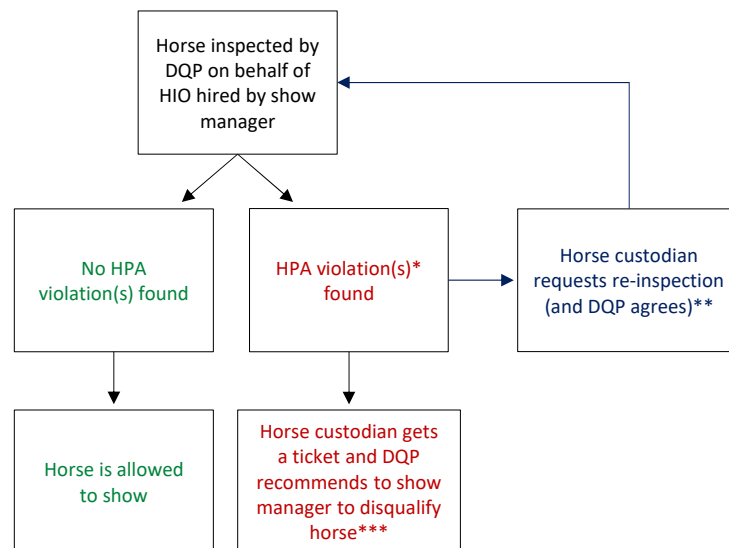 Horse inspected by
DQP on behalf of
HIO hired by show
manager
No HPA
violation(s) found
HPA violation(s)*
found
Horse custodian
requests re-inspection
(and DQP agrees)**
Horse is allowed
to show
Horse custodian gets
a ticket and DQP
recommends to show
manager to disqualify
horse***